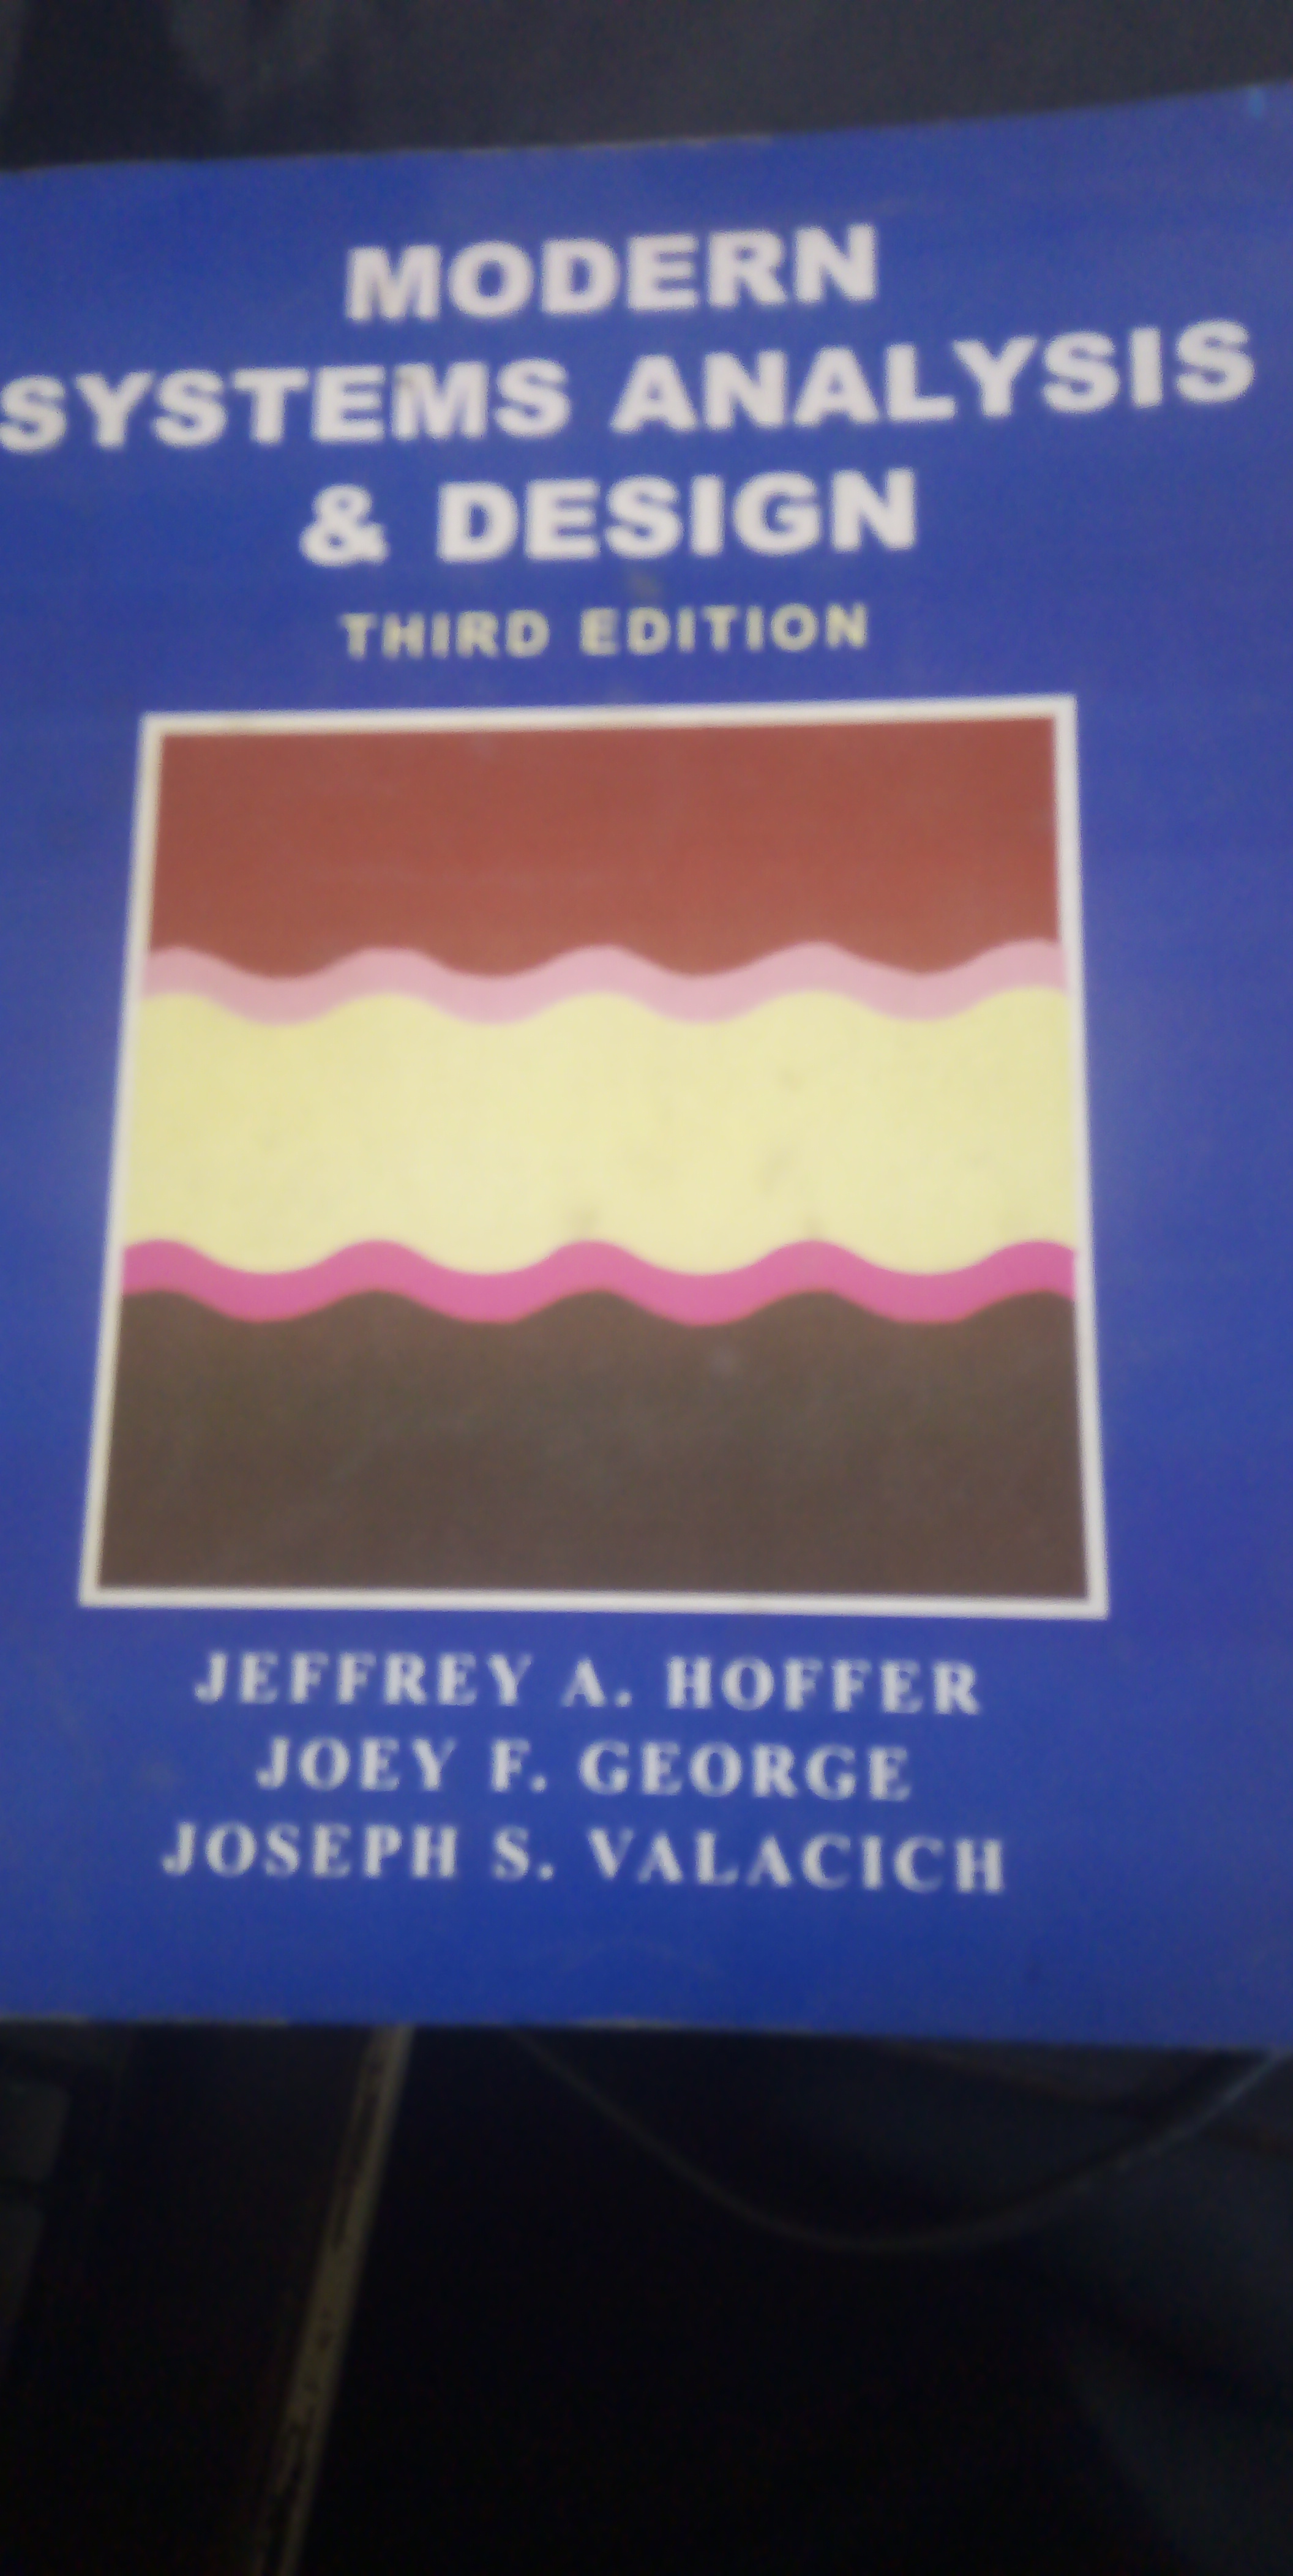 MODERN
SYSTEMS ANALYSIS
& DESIGN
THIRD EDITION
JEFFREY A. HOFFER
JOEY F. GEORGE
JOSEPH S. VALACICH